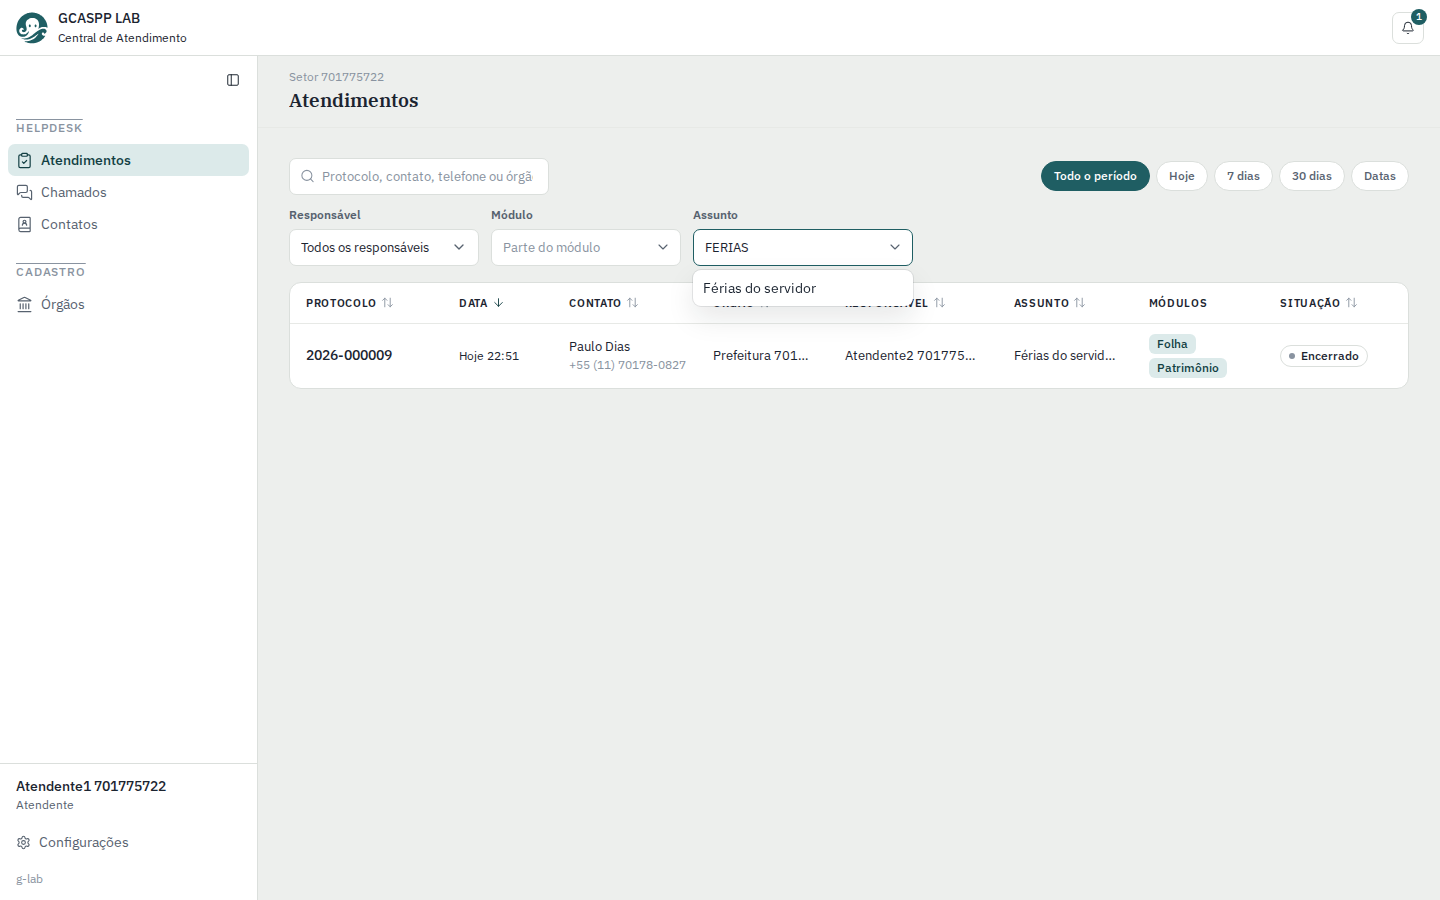 GCASPP LAB
Central de Atendimento
1
HELPDESK
Atendimentos
Chamados
Contatos
CADASTRO
Órgãos
Atendente1 701775722
Atendente
Configurações
g-lab
Setor 701775722
Atendimentos
Protocolo, contato, telefone ou órgã
Todo o período
Hoje
7 dias
30 dias
Datas
Responsável
Módulo
Assunto
Todos os responsáveis
Parte do módulo
FERIAS
Férias do servidor
PROTOCOLO
DATA
CONTATO
ASSUNTO
MÓDULOS
SITUAÇÃO
2026-000009
Hoje 22:51
Paulo Dias
+55 (11) 70178-0827
Prefeitura 701...
Atendente2 701775...
Férias do servid...
Folha
Patrimônio
Encerrado